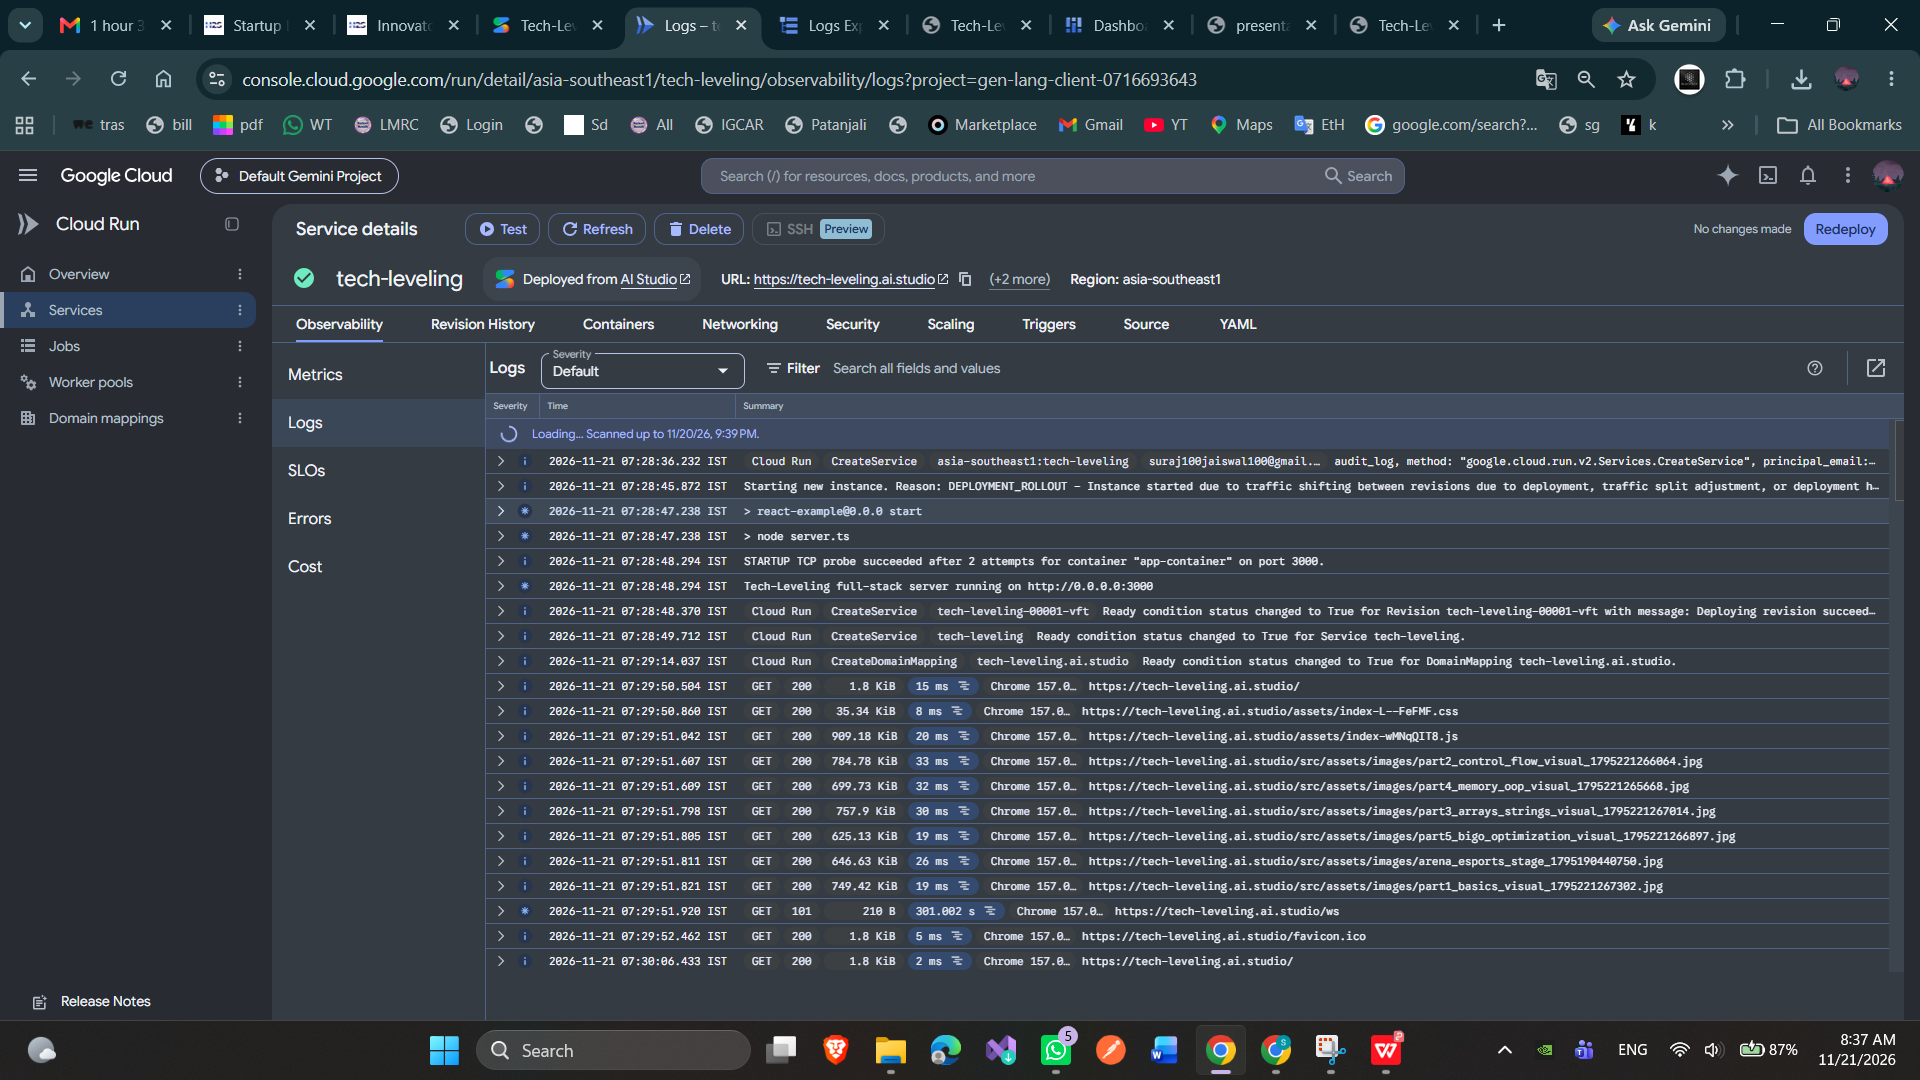 1 hour 3
Startup
Innovat
Tech-Lev
Logs – te
Logs Exp
Tech-Lev
Dashbo
present
Tech-Lev
Ask Gemini
console.cloud.google.com/run/detail/asia-southeast1/tech-leveling/observability/logs?project=gen-lang-client-0716693643
tras
bill
pdf
WT
LMRC
Login
Sd
All
IGCAR
Patanjali
Marketplace
Gmail
YT
Maps
EtH
google.com/search?...
sg
k
All Bookmarks
Google Cloud
Default Gemini Project
Search (/) for resources, docs, products, and more
Search
Cloud Run
Overview
Services
Jobs
Worker pools
Domain mappings
Release Notes
Service details
Test
Refresh
Delete
SSH Preview
No changes made
Redeploy
tech-leveling
Deployed from AI Studio
URL: https://tech-leveling.ai.studio
(+2 more)
Region: asia-southeast1
Observability
Revision History
Containers
Networking
Security
Scaling
Triggers
Source
YAML
Metrics
Logs
SLOs
Errors
Cost
Logs
Severity
Default
Filter
Search all fields and values
Severity Time Summary
Loading... Scanned up to 11/20/26, 9:39 PM.
2026-11-21 07:28:36.232 IST Cloud Run CreateService asia-southeast1:tech-leveling suraj100jaiswal100@gmail.… audit_log, method: "google.cloud.run.v2.Services.CreateService", principal_email:…
2026-11-21 07:28:45.872 IST Starting new instance. Reason: DEPLOYMENT_ROLLOUT – Instance started due to traffic shifting between revisions due to deployment, traffic split adjustment, or deployment h…
2026-11-21 07:28:47.238 IST > react-example@0.0.0 start
2026-11-21 07:28:47.238 IST > node server.ts
2026-11-21 07:28:48.294 IST STARTUP TCP probe succeeded after 2 attempts for container "app-container" on port 3000.
2026-11-21 07:28:48.294 IST Tech-Leveling full-stack server running on http://0.0.0.0:3000
2026-11-21 07:28:48.370 IST Cloud Run CreateService tech-leveling-00001-vft Ready condition status changed to True for Revision tech-leveling-00001-vft with message: Deploying revision succeed…
2026-11-21 07:28:49.712 IST Cloud Run CreateService tech-leveling Ready condition status changed to True for Service tech-leveling.
2026-11-21 07:29:14.037 IST Cloud Run CreateDomainMapping tech-leveling.ai.studio Ready condition status changed to True for DomainMapping tech-leveling.ai.studio.
2026-11-21 07:29:50.504 IST GET 200 1.8 KiB 15 ms Chrome 157.0… https://tech-leveling.ai.studio/
2026-11-21 07:29:50.860 IST GET 200 35.34 KiB 8 ms Chrome 157.0… https://tech-leveling.ai.studio/assets/index-L--FeFMF.css
2026-11-21 07:29:51.042 IST GET 200 909.18 KiB 20 ms Chrome 157.0… https://tech-leveling.ai.studio/assets/index-wMNqQIT8.js
2026-11-21 07:29:51.607 IST GET 200 784.78 KiB 33 ms Chrome 157.0… https://tech-leveling.ai.studio/src/assets/images/part2_control_flow_visual_1795221266064.jpg
2026-11-21 07:29:51.609 IST GET 200 699.73 KiB 32 ms Chrome 157.0… https://tech-leveling.ai.studio/src/assets/images/part4_memory_oop_visual_1795221265668.jpg
2026-11-21 07:29:51.798 IST GET 200 757.9 KiB 30 ms Chrome 157.0… https://tech-leveling.ai.studio/src/assets/images/part3_arrays_strings_visual_1795221267014.jpg
2026-11-21 07:29:51.805 IST GET 200 625.13 KiB 19 ms Chrome 157.0… https://tech-leveling.ai.studio/src/assets/images/part5_bigo_optimization_visual_1795221266897.jpg
2026-11-21 07:29:51.811 IST GET 200 646.63 KiB 26 ms Chrome 157.0… https://tech-leveling.ai.studio/src/assets/images/arena_esports_stage_1795190440750.jpg
2026-11-21 07:29:51.821 IST GET 200 749.42 KiB 19 ms Chrome 157.0… https://tech-leveling.ai.studio/src/assets/images/part1_basics_visual_1795221267302.jpg
2026-11-21 07:29:51.920 IST GET 101 210 B 301.002 s Chrome 157.0… https://tech-leveling.ai.studio/ws
2026-11-21 07:29:52.462 IST GET 200 1.8 KiB 5 ms Chrome 157.0… https://tech-leveling.ai.studio/favicon.ico
2026-11-21 07:30:06.433 IST GET 200 1.8 KiB 2 ms Chrome 157.0… https://tech-leveling.ai.studio/
Search
5
ENG
87%
8:37 AM
11/21/2026